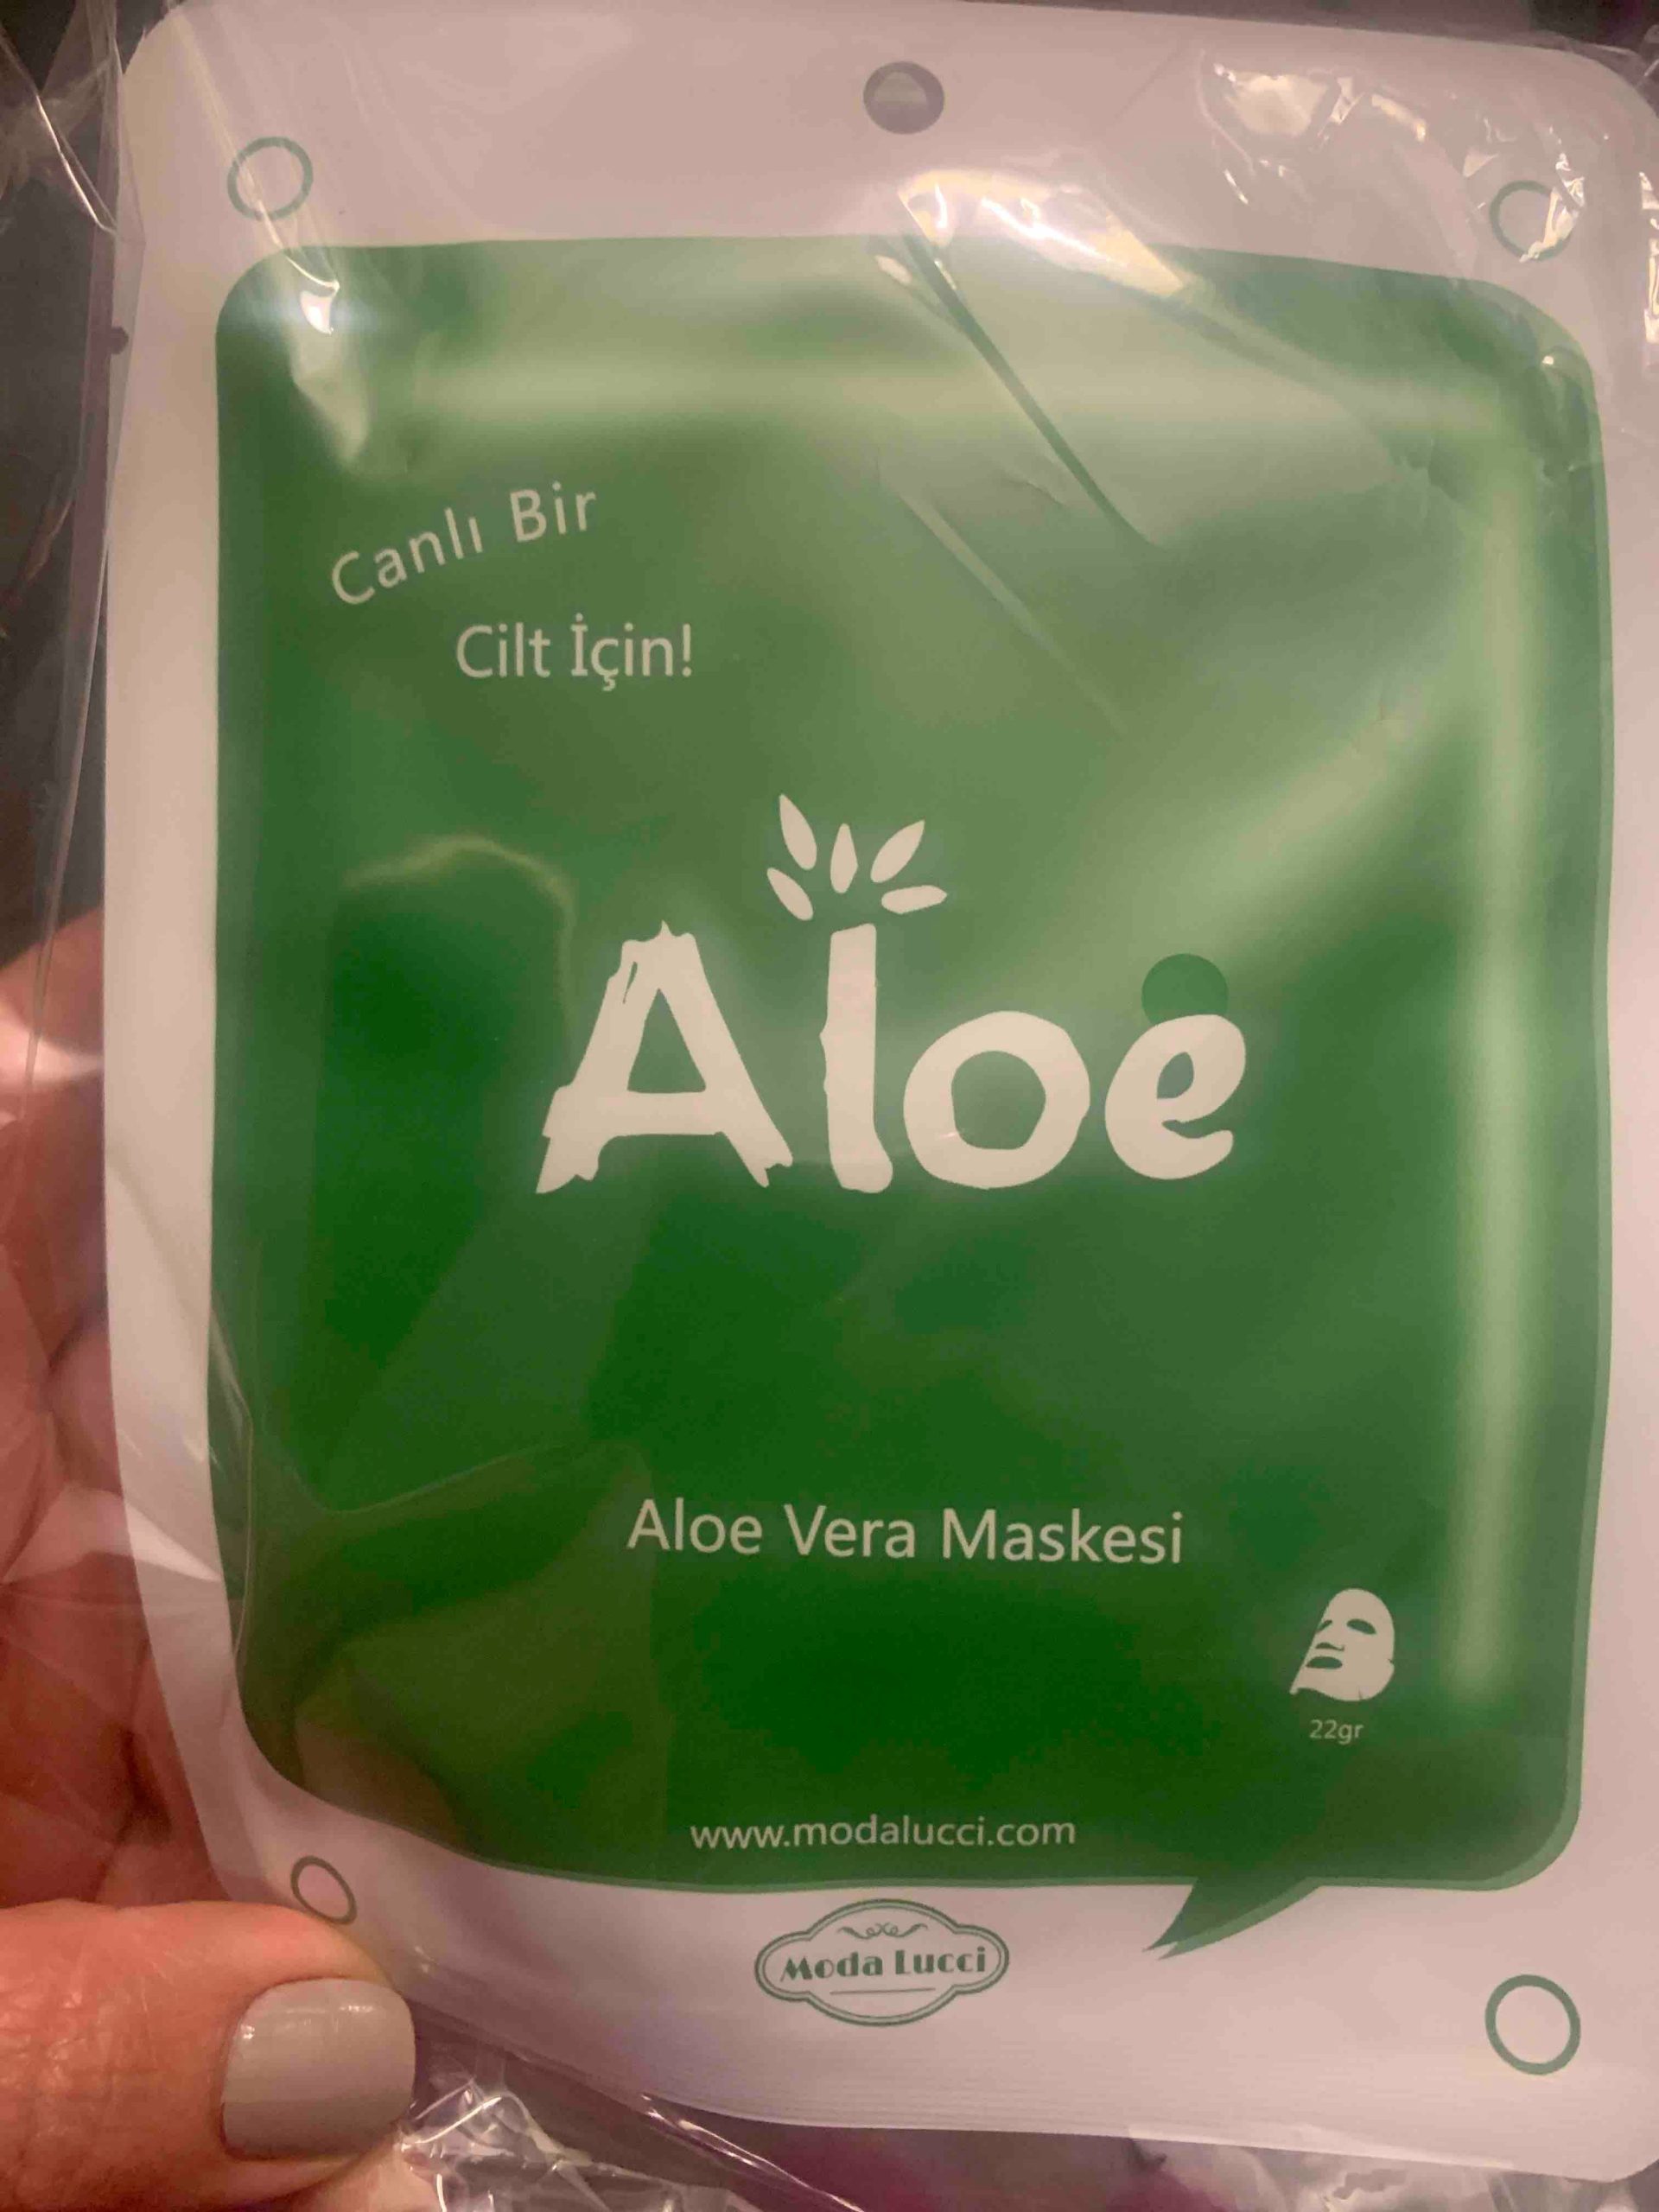 Canlı Bir
Cilt İçin!
Aloe
Aloe Vera Maskesi
22gr
www.modalucci.com
Moda Lucci